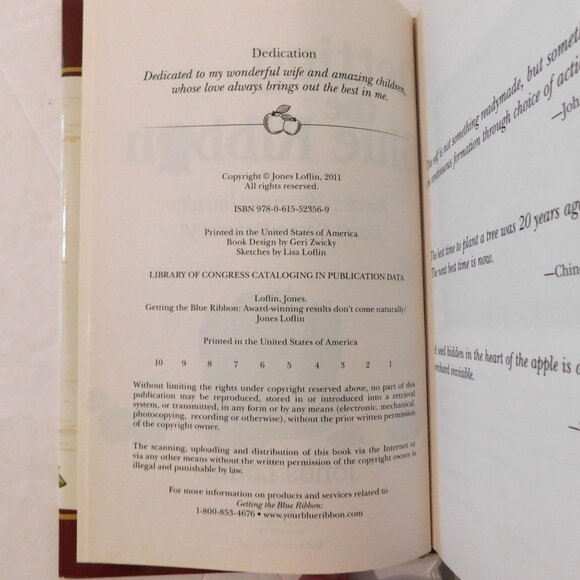 Dedication
Dedicated to my wonderful wife and amazing children,
whose love always brings out the best in me.
Copyright © Jones Loflin, 2011
All rights reserved.
ISBN 978-0-615-52356-9
Printed in the United States of America
Book Design by Geri Zwicky
Sketches by Lisa Loflin
LIBRARY OF CONGRESS CATALOGING IN PUBLICATION DATA
Loflin, Jones.
Getting the Blue Ribbon: Award-winning results don't come naturally/
Jones Loflin
Printed in the United States of America
10 9 8 7 6 5 4 3 2 1
Without limiting the rights under copyright reserved above, no part of this
publication may be reproduced, stored in or introduced into a retrieval
system, or transmitted, in any form or by any means (electronic, mechanical,
photocopying, recording or otherwise), without the prior written permission
of the copyright owner.
The scanning, uploading and distribution of this book via the Internet or
via any other means without the written permission of the copyright owner is
illegal and punishable by law.
For more information on products and services related to
Getting the Blue Ribbon:
1-800-853-4676 • www.yourblueribbon.com
The self is not something readymade, but
in continuous formation through choice of
—Joh
The best time to plant a tree was 20 years ago
The next best time is now.
—Chin
A seed hidden in the heart of the apple is
orchard invisible.